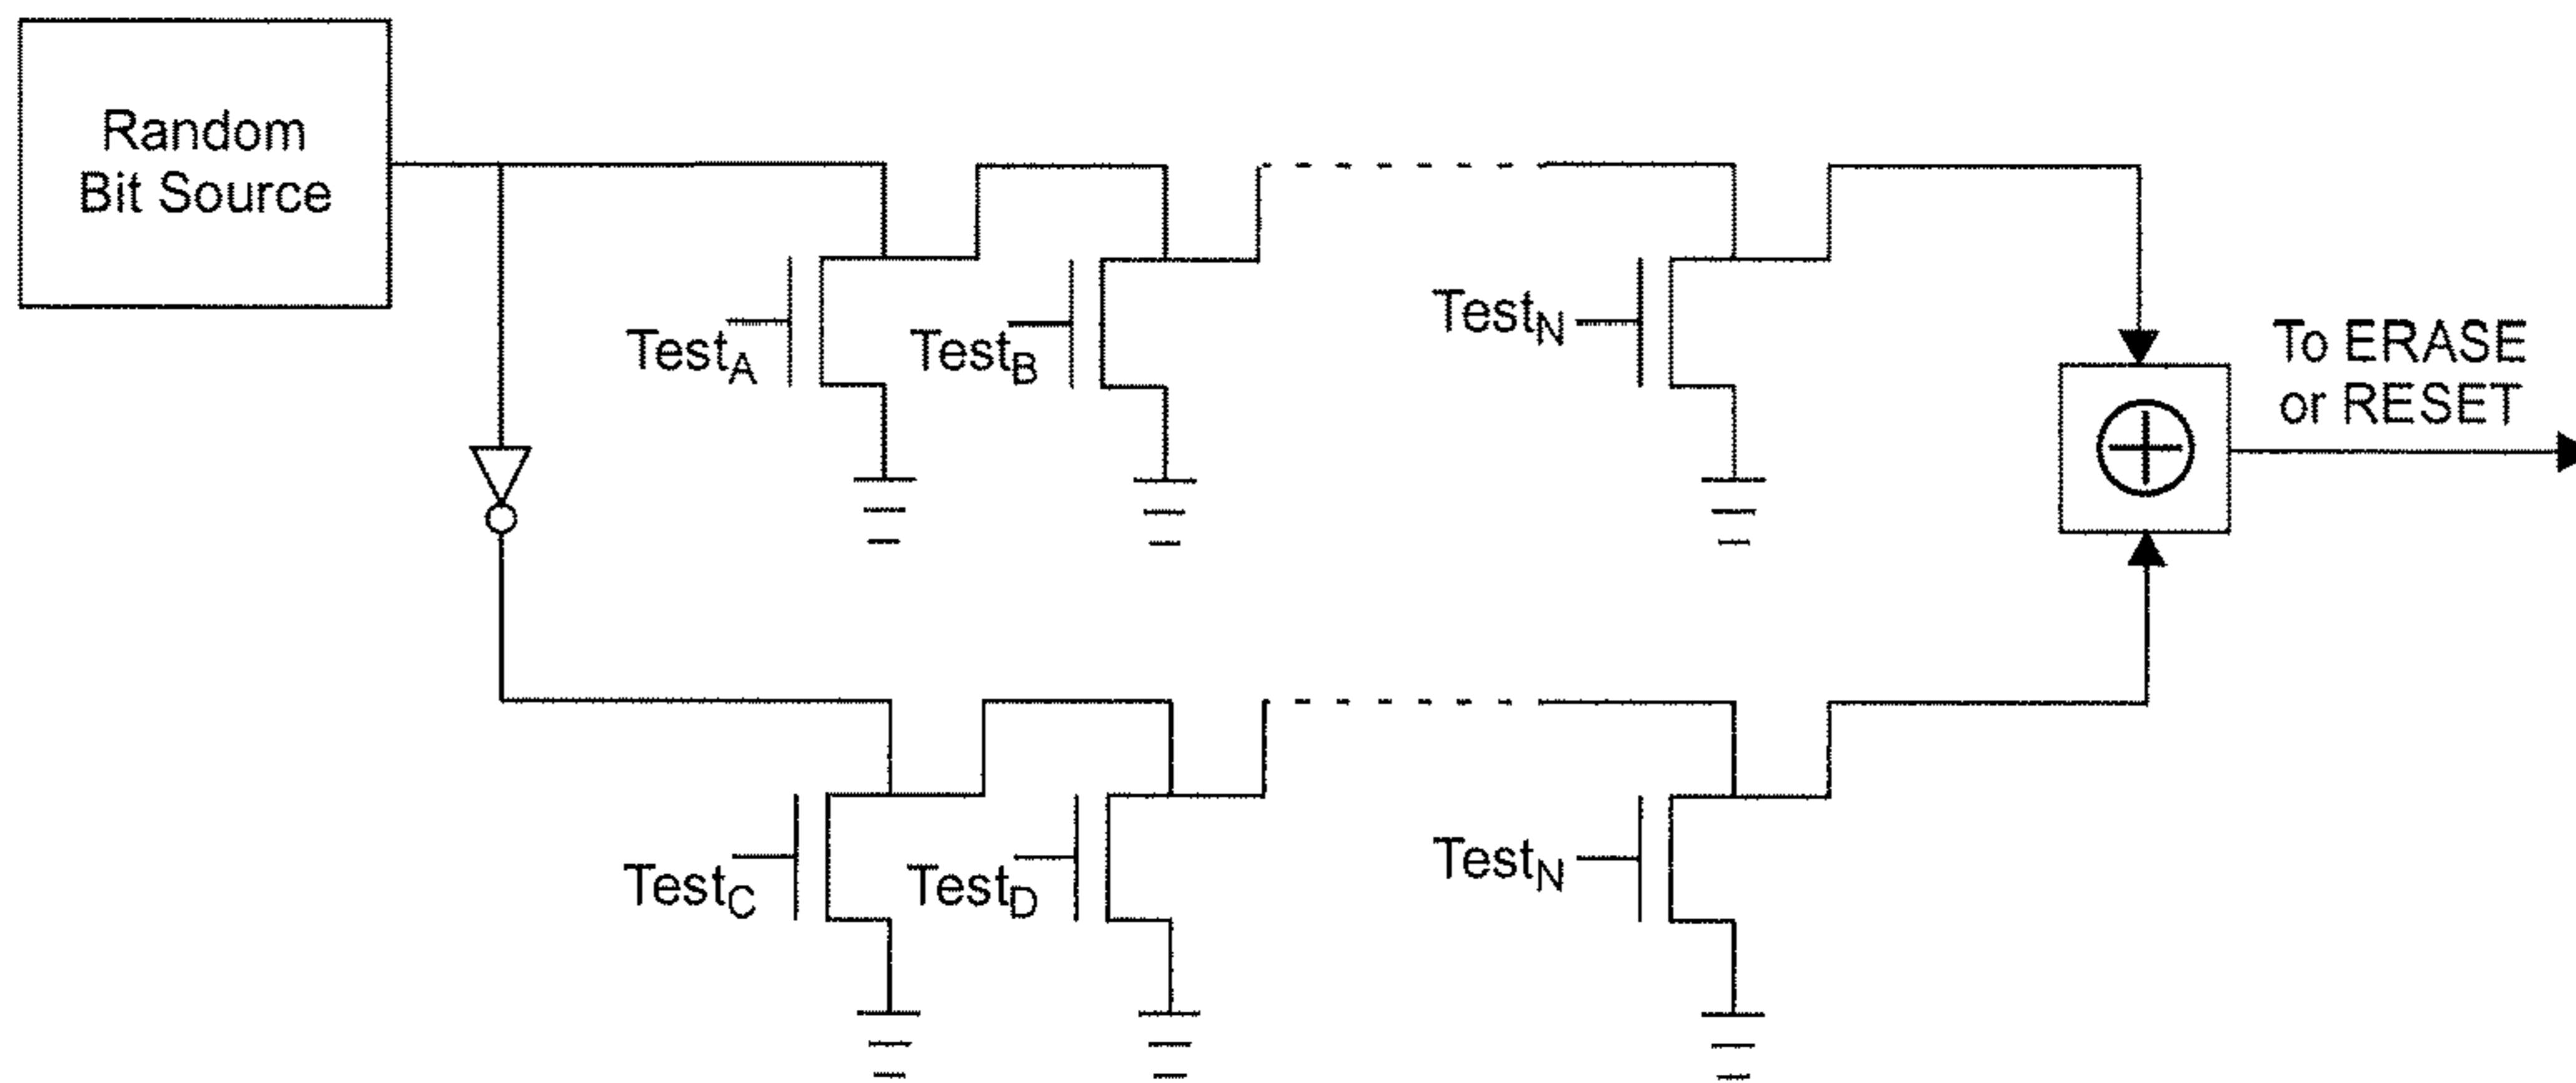 Random
Bit Source
Test_A
Test_B
Test_N
To ERASE
or RESET
Test_C
Test_D
Test_N